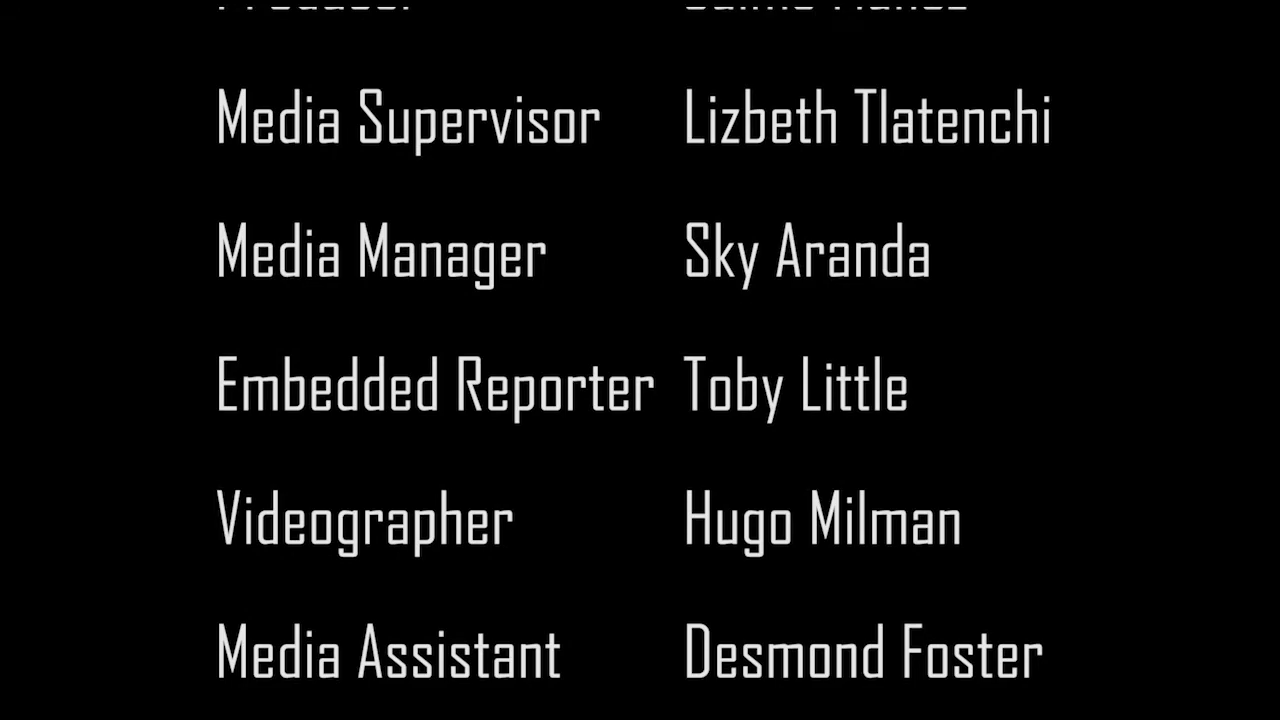 Media Supervisor Lizbeth Tlatenchi
Media Manager Sky Aranda
Embedded Reporter Toby Little
Videographer Hugo Milman
Media Assistant Desmond Foster